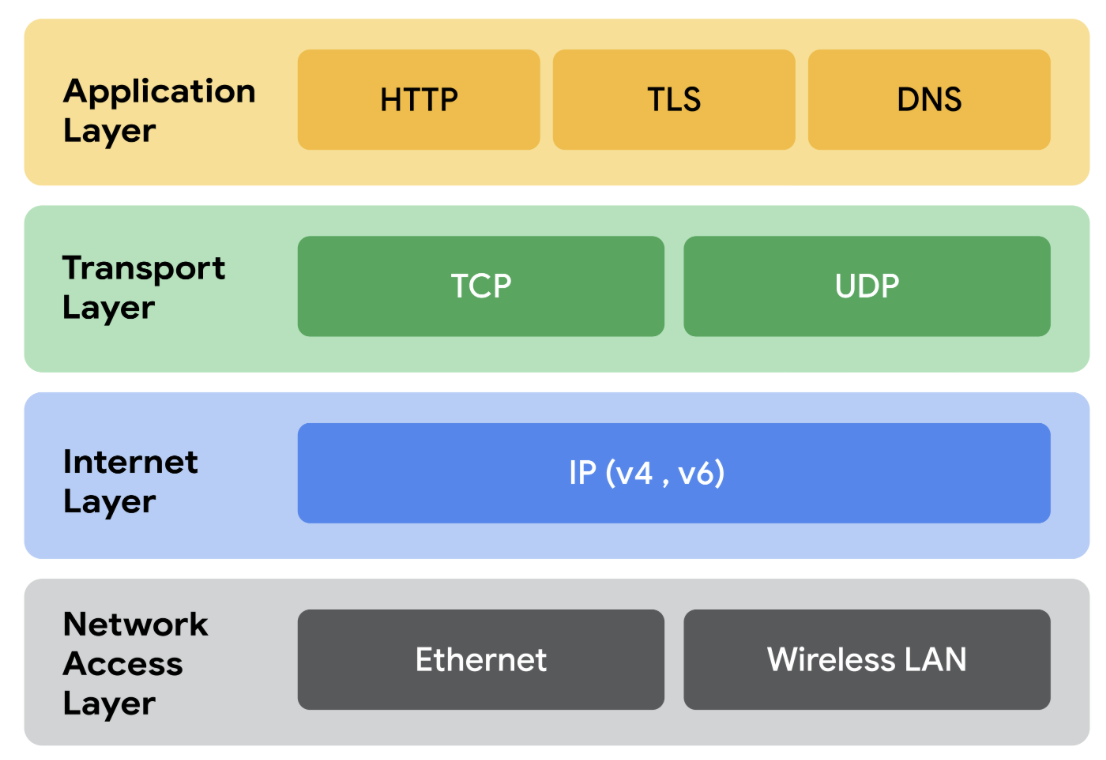 Application
Layer
HTTP
TLS
DNS
Transport
Layer
TCP
UDP
Internet
Layer
IP (v4 , v6)
Network
Access
Layer
Ethernet
Wireless LAN